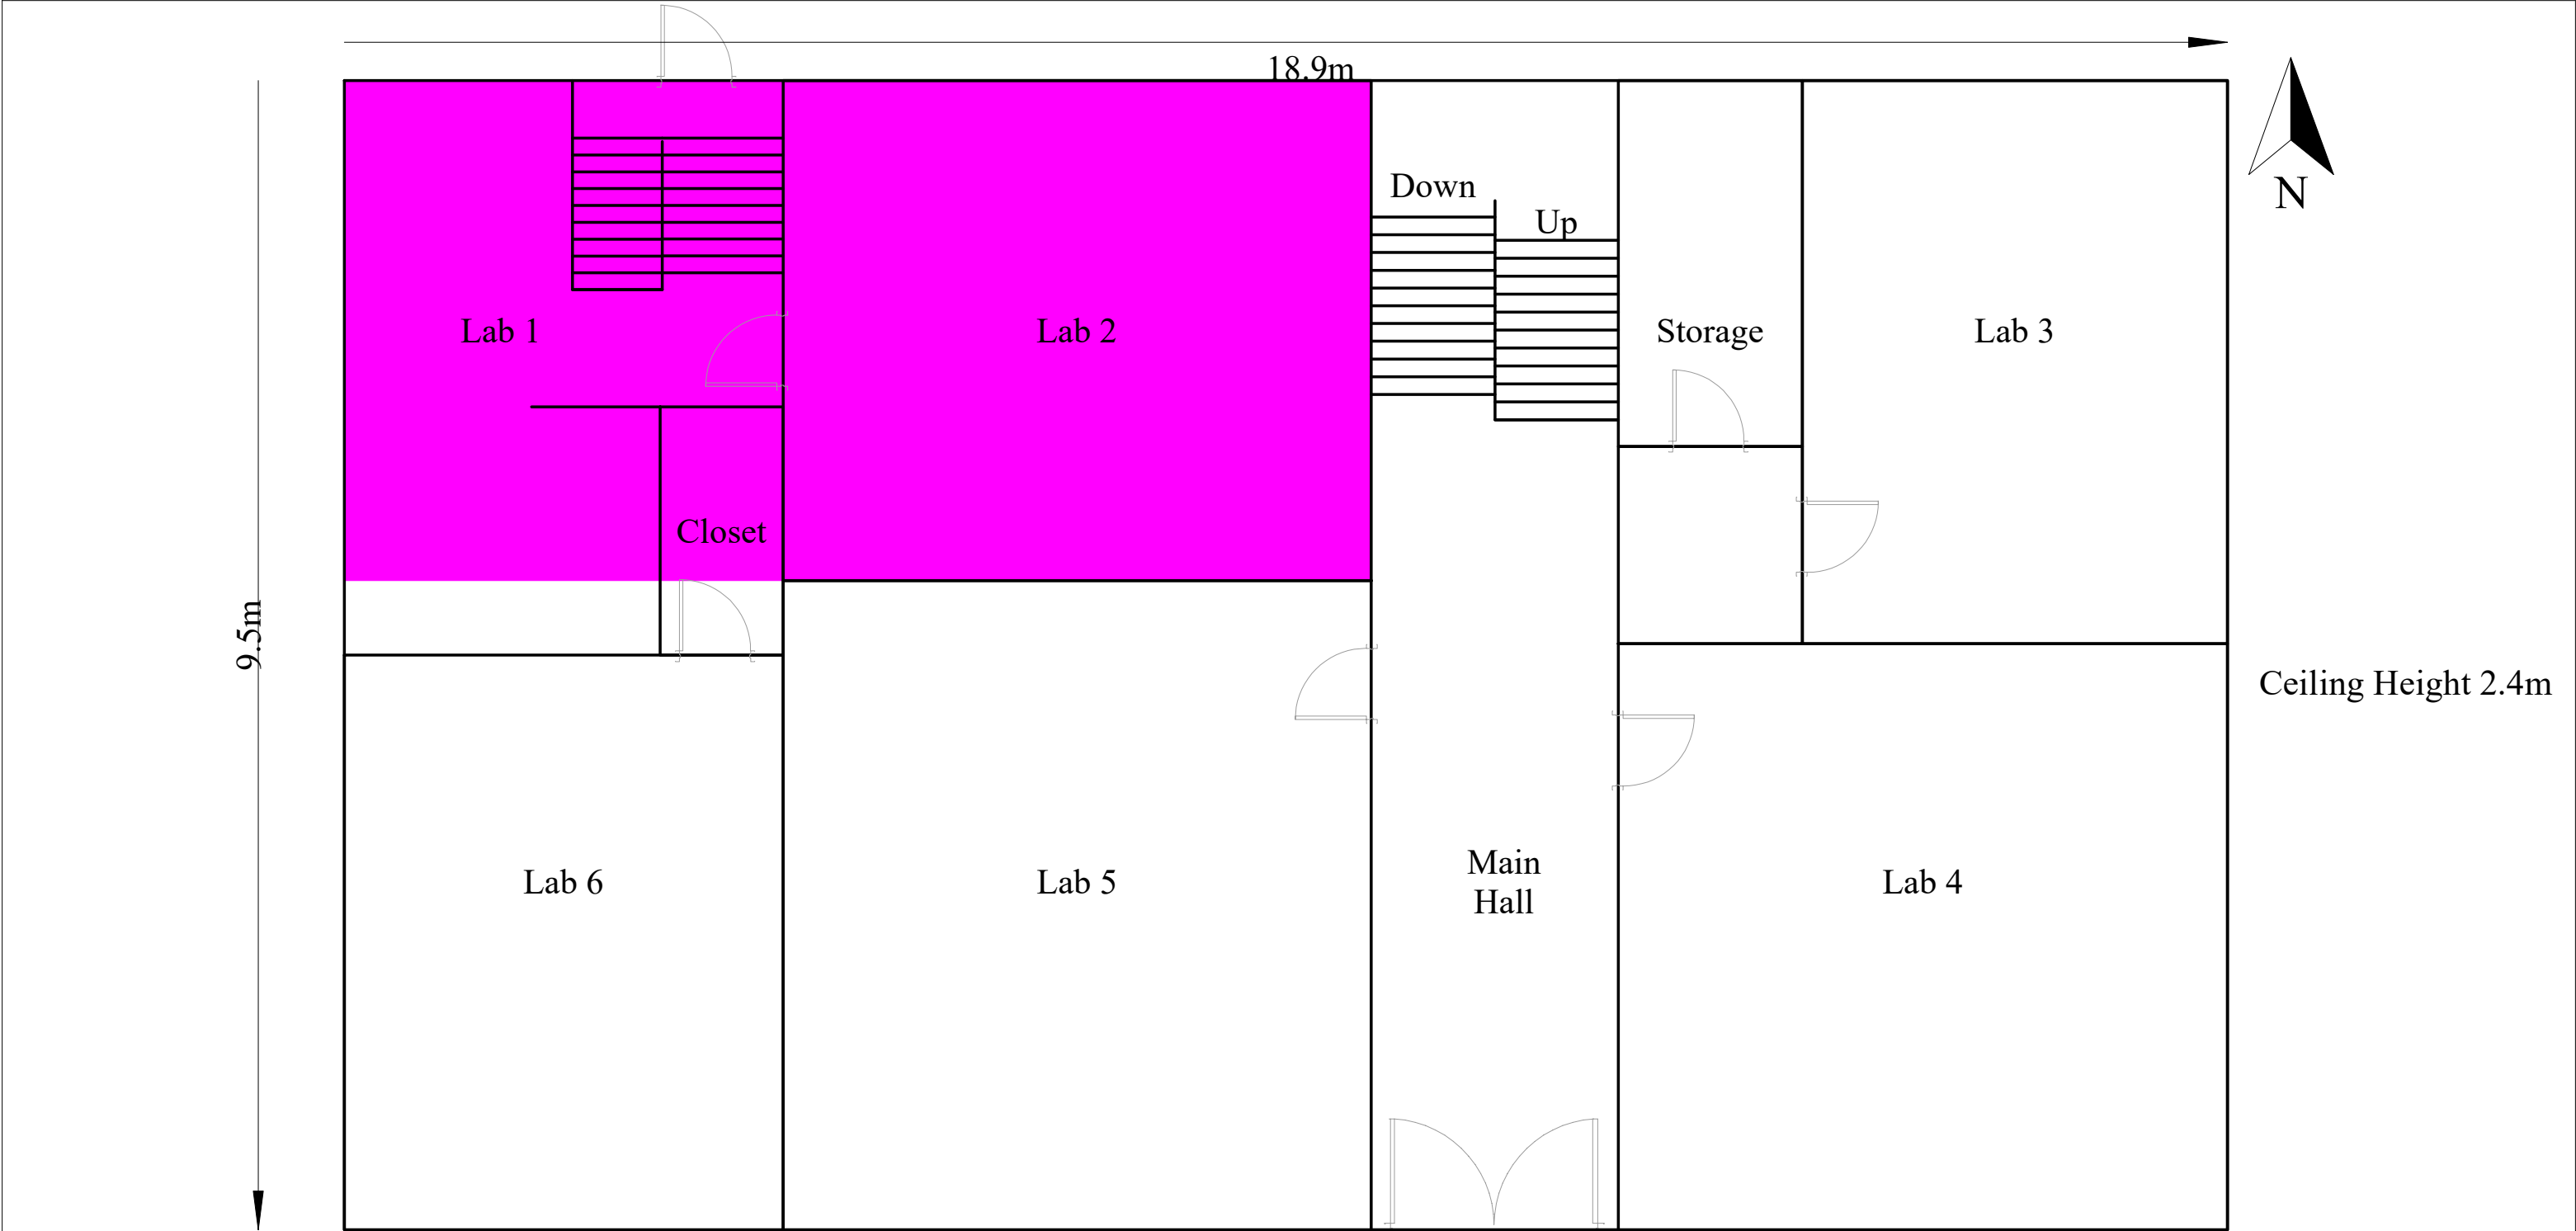 18.9m
N
Down
Up
Lab 1
Lab 2
Storage
Lab 3
Closet
9.5m
Ceiling Height 2.4m
Main
Hall
Lab 6
Lab 5
Lab 4